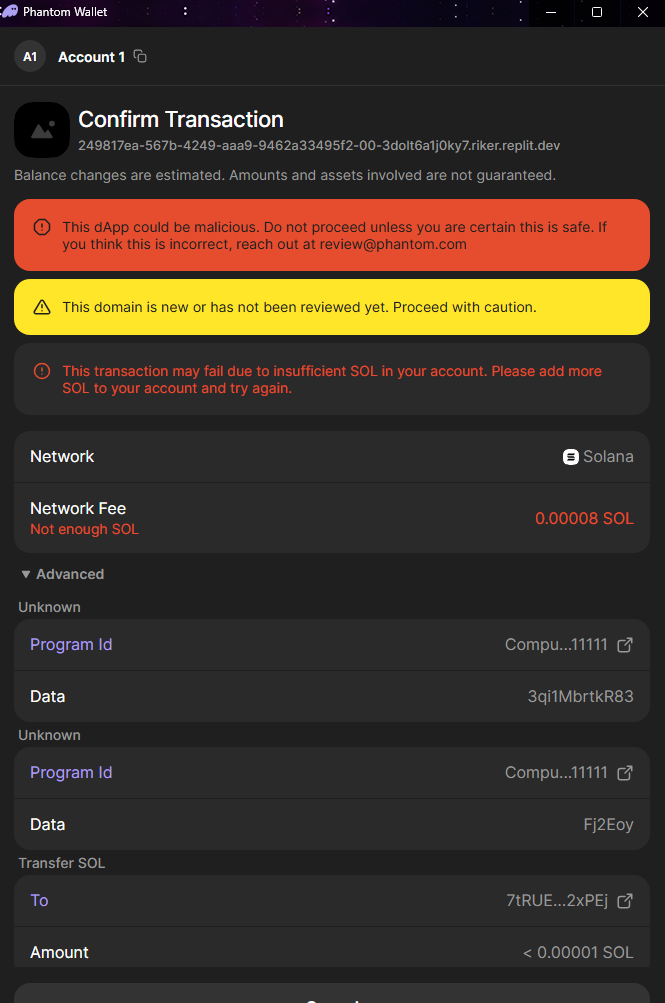 Phantom Wallet
A1 Account 1
Confirm Transaction
249817ea-567b-4249-aaa9-9462a33495f2-00-3dolt6a1j0ky7.riker.replit.dev
Balance changes are estimated. Amounts and assets involved are not guaranteed.
This dApp could be malicious. Do not proceed unless you are certain this is safe. If
you think this is incorrect, reach out at review@phantom.com
This domain is new or has not been reviewed yet. Proceed with caution.
This transaction may fail due to insufficient SOL in your account. Please add more
SOL to your account and try again.
Network Solana
Network Fee
Not enough SOL
0.00008 SOL
Advanced
Unknown
Program Id Compu...11111
Data 3qi1MbrtkR83
Unknown
Program Id Compu...11111
Data Fj2Eoy
Transfer SOL
To 7tRUE...2xPEj
Amount < 0.00001 SOL